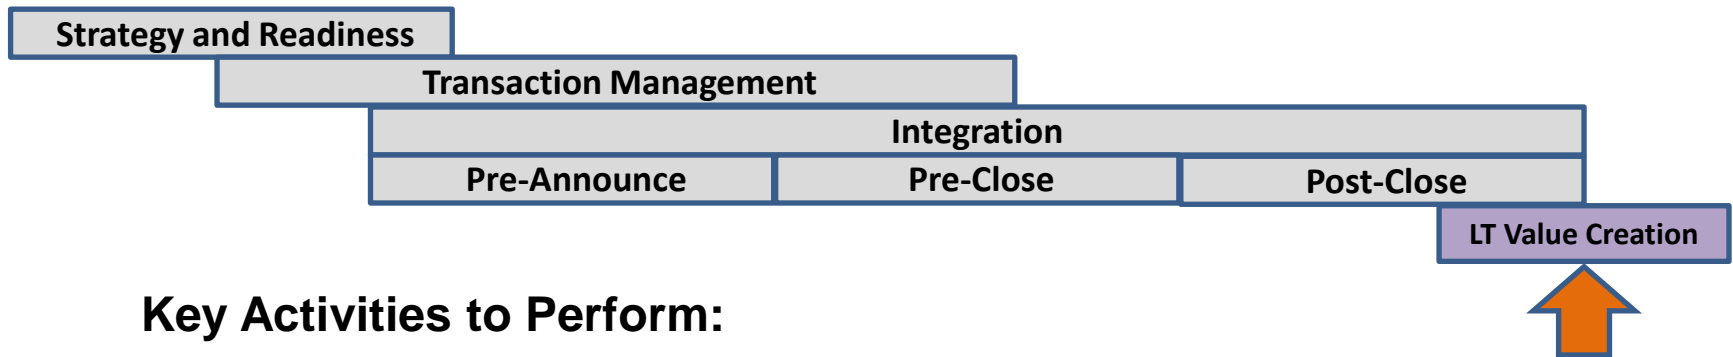 Strategy and Readiness
Transaction Management
Integration
Pre-Announce
Pre-Close
Post-Close
LT Value Creation
Key Activities to Perform: